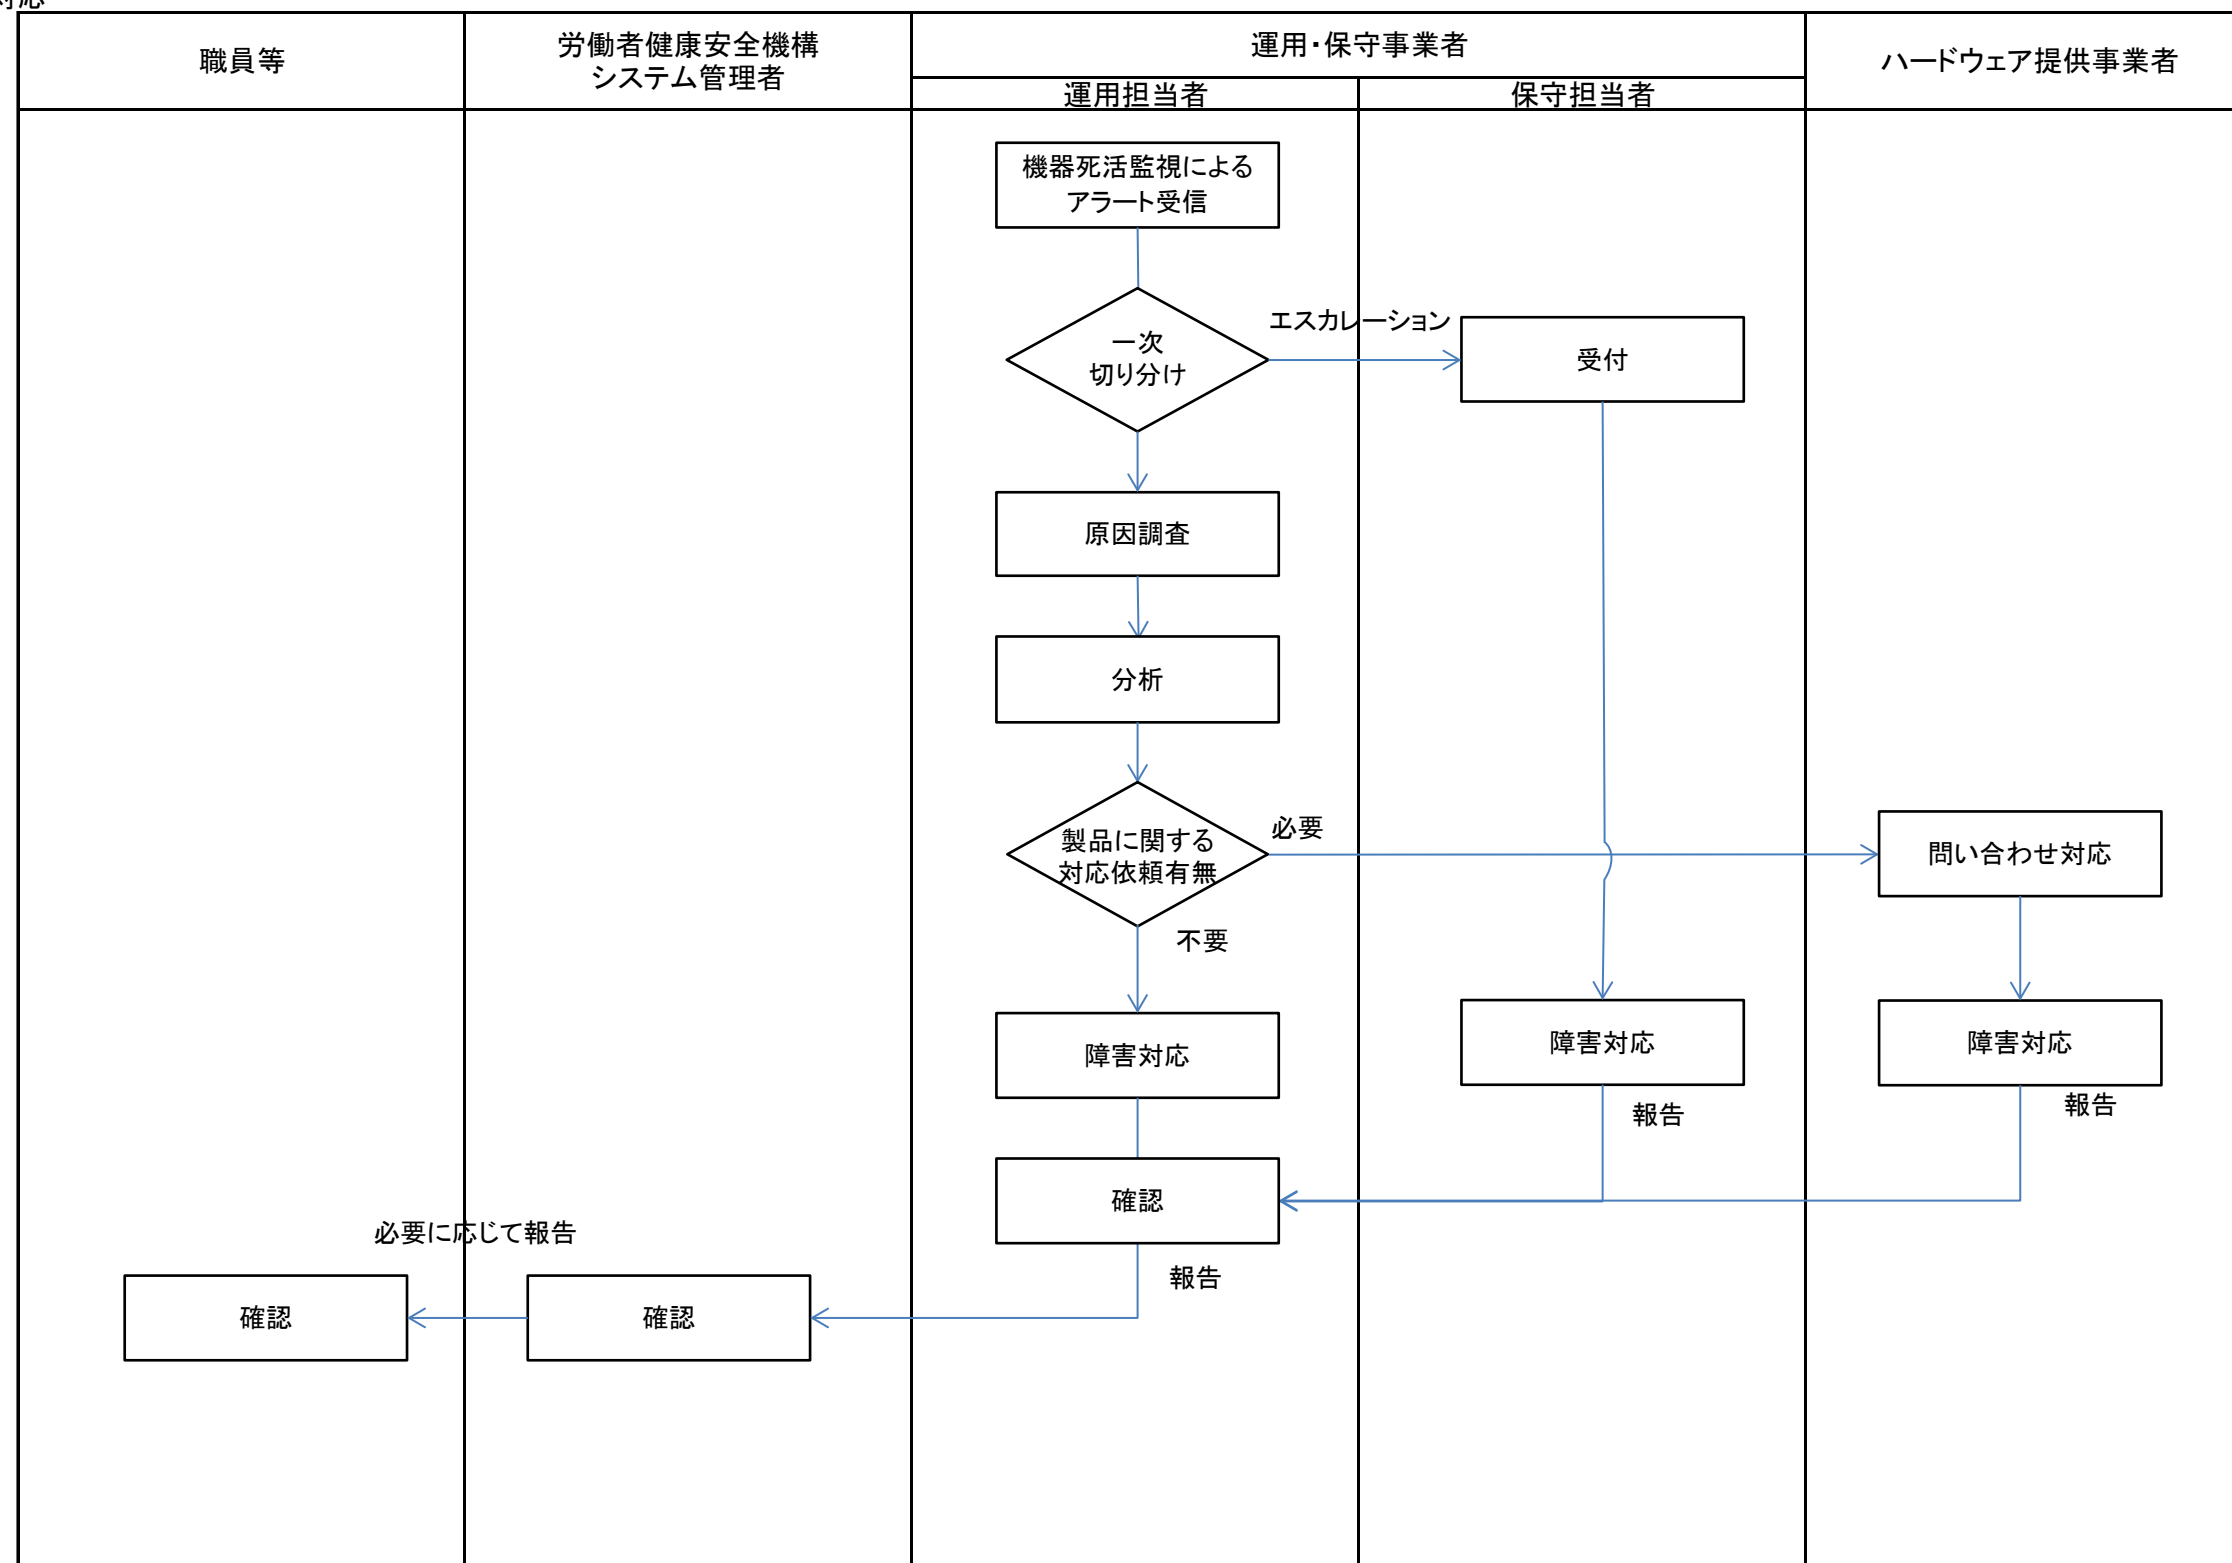 対応
職員等
労働者健康安全機構
システム管理者
運用・保守事業者
ハードウェア提供事業者
運用担当者
保守担当者
機器死活監視による
アラート受信
エスカレーション
一次
切り分け
受付
原因調査
分析
必要
製品に関する
対応依頼有無
問い合わせ対応
不要
障害対応
障害対応
障害対応
報告
報告
確認
必要に応じて報告
報告
確認
確認